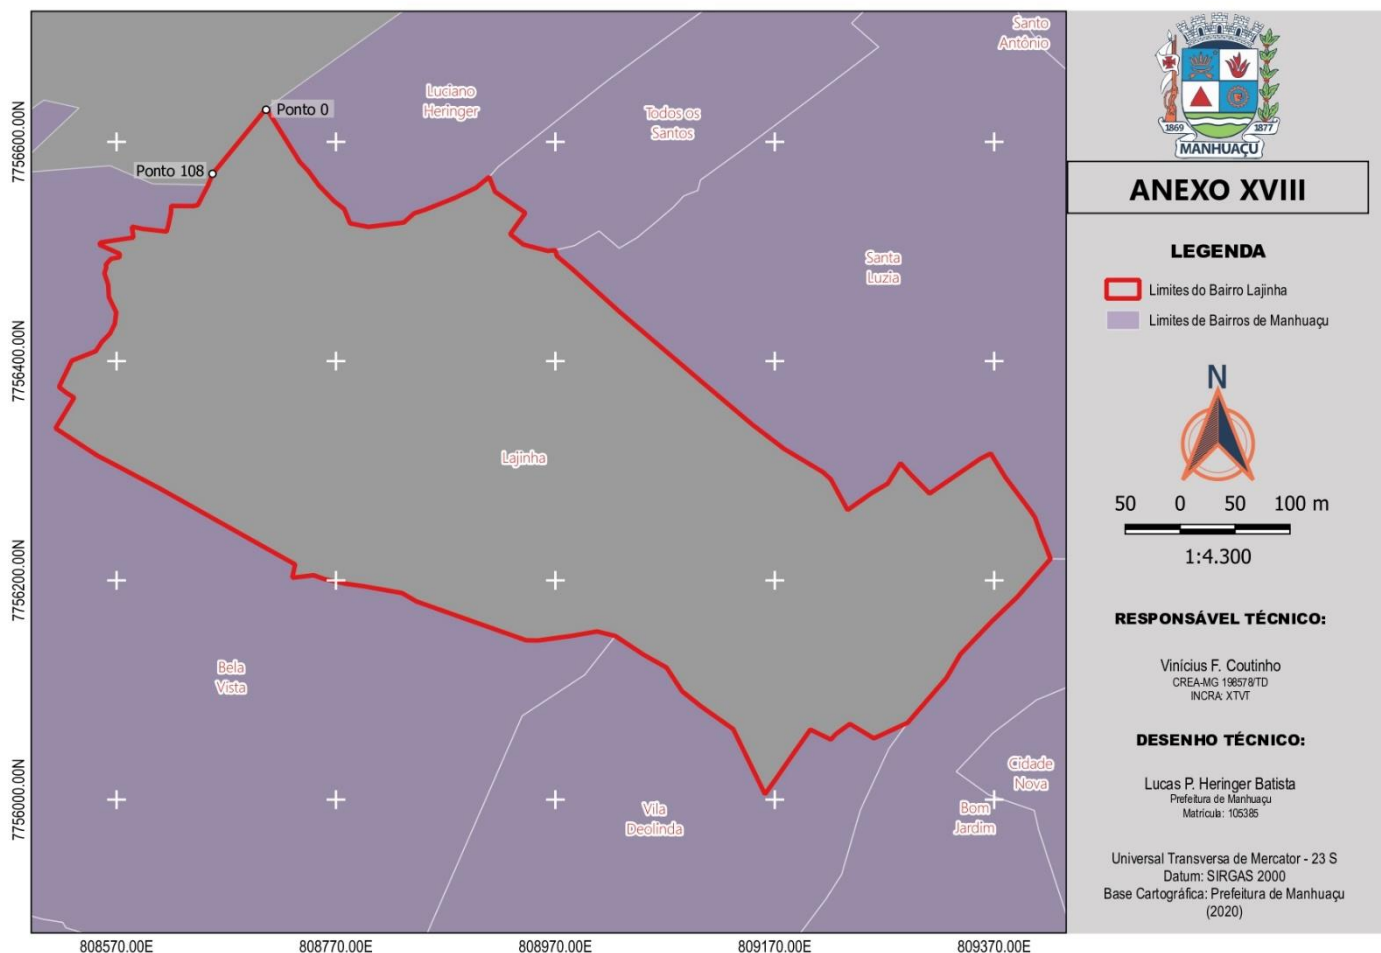 Santo
Antônio
Luciano
Heringer
Todos os
Santos
Ponto 0
Ponto 108
Santa
Luzia
Lajinha
Bela
Vista
Vila
Deolinda
Cidade
Nova
Bom
Jardim
7756600.00N
7756400.00N
7756200.00N
7756000.00N
808570.00E
808770.00E
808970.00E
809170.00E
809370.00E
1869
1877
MANHUAÇU
ANEXO XVIII
LEGENDA
Limites do Bairro Lajinha
Limites de Bairros de Manhuaçu
N
50 0 50 100 m
1:4.300
RESPONSÁVEL TÉCNICO:
Vinícius F. Coutinho
CREA-MG 198578/TD
INCRA: XTVT
DESENHO TÉCNICO:
Lucas P. Heringer Batista
Prefeitura de Manhuaçu
Matrícula: 105385
Universal Transversa de Mercator - 23 S
Datum: SIRGAS 2000
Base Cartográfica: Prefeitura de Manhuaçu
(2020)